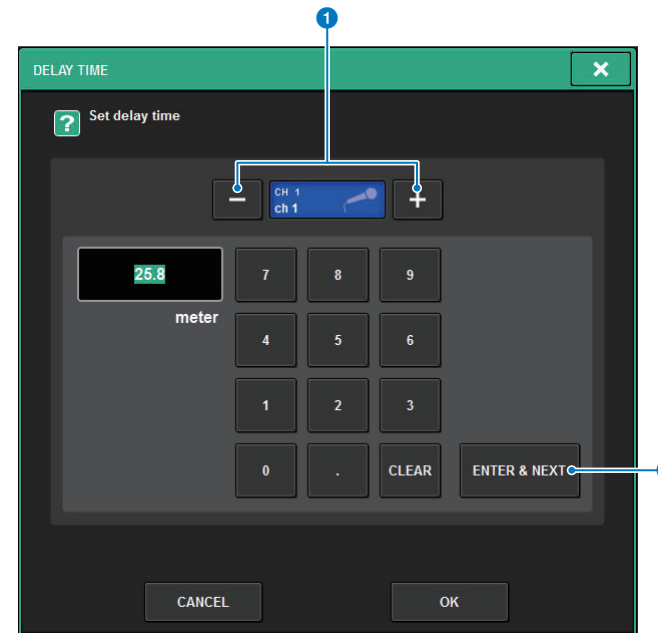 1
DELAY TIME
Set delay time
CH 1
ch 1
25.8
meter
7 8 9
4 5 6
1 2 3
0 . CLEAR ENTER & NEXT
CANCEL OK